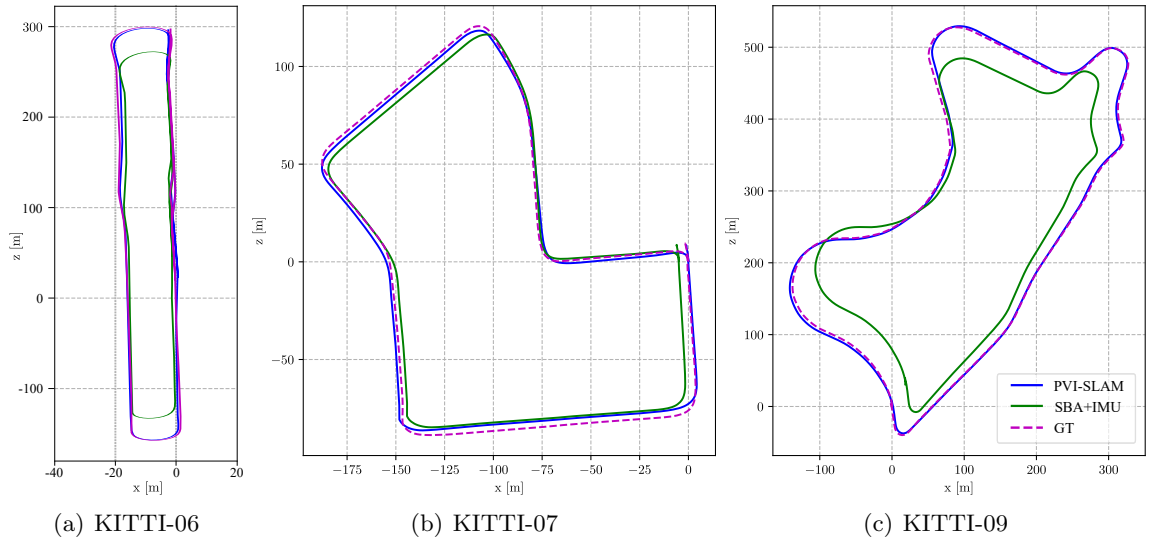 300
200
100
0
-100
z [m]
-40
-20
0
20
x [m]
(a) KITTI-06
100
50
0
−50
z [m]
−175
−150
−125
−100
−75
−50
−25
0
x [m]
(b) KITTI-07
500
400
300
200
100
0
z [m]
−100
0
100
200
300
x [m]
PVI-SLAM
SBA+IMU
GT
(c) KITTI-09